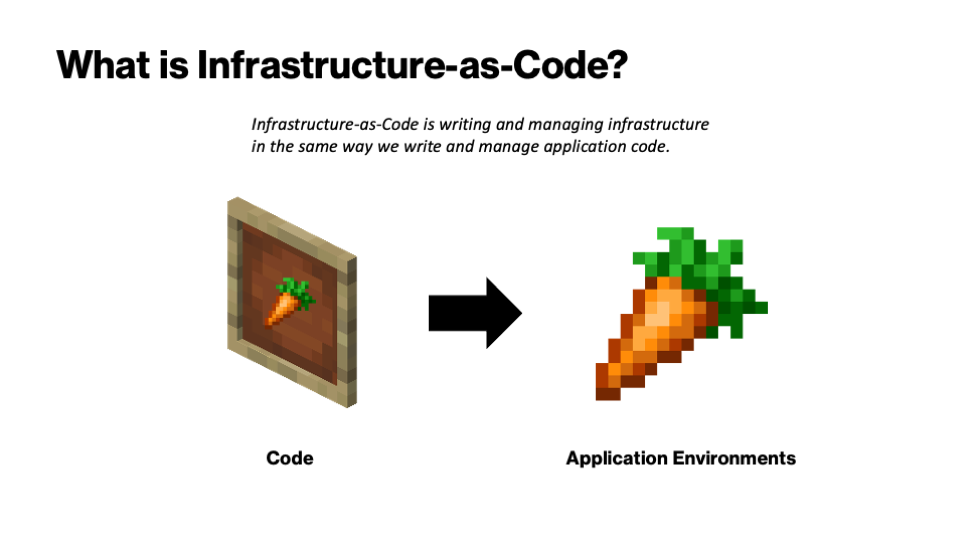 What is Infrastructure-as-Code?
Infrastructure-as-Code is writing and managing infrastructure
in the same way we write and manage application code.
Code
Application Environments